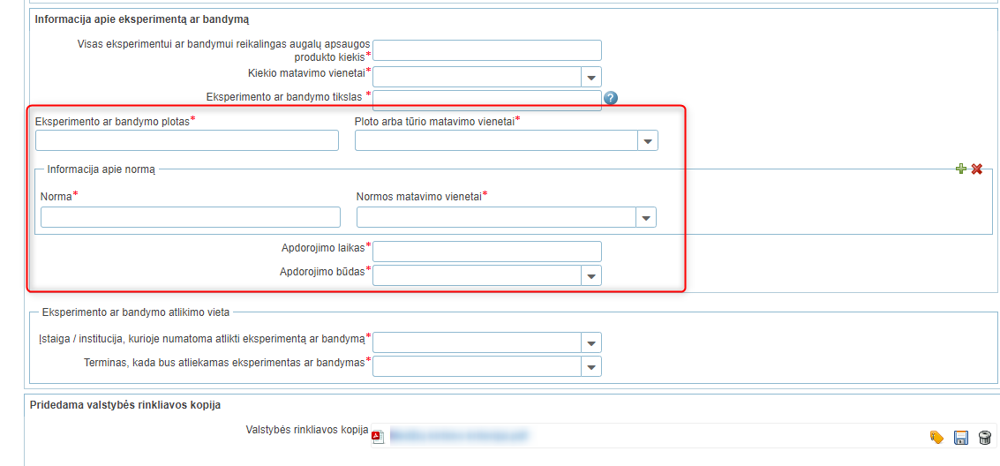 Informacija apie eksperimentą ar bandymą
Visas eksperimentui ar bandymui reikalingas augalų apsaugos
produkto kiekis*
Kiekio matavimo vienetai*
Eksperimento ar bandymo tikslas *
?
Eksperimento ar bandymo plotas*
Ploto arba tūrio matavimo vienetai*
Informacija apie normą
Norma*
Normos matavimo vienetai*
Apdorojimo laikas*
Apdorojimo būdas*
Eksperimento ar bandymo atlikimo vieta
Įstaiga / institucija, kurioje numatoma atlikti eksperimentą ar bandymą*
Terminas, kada bus atliekamas eksperimentas ar bandymas*
Pridedama valstybės rinkliavos kopija
Valstybės rinkliavos kopija